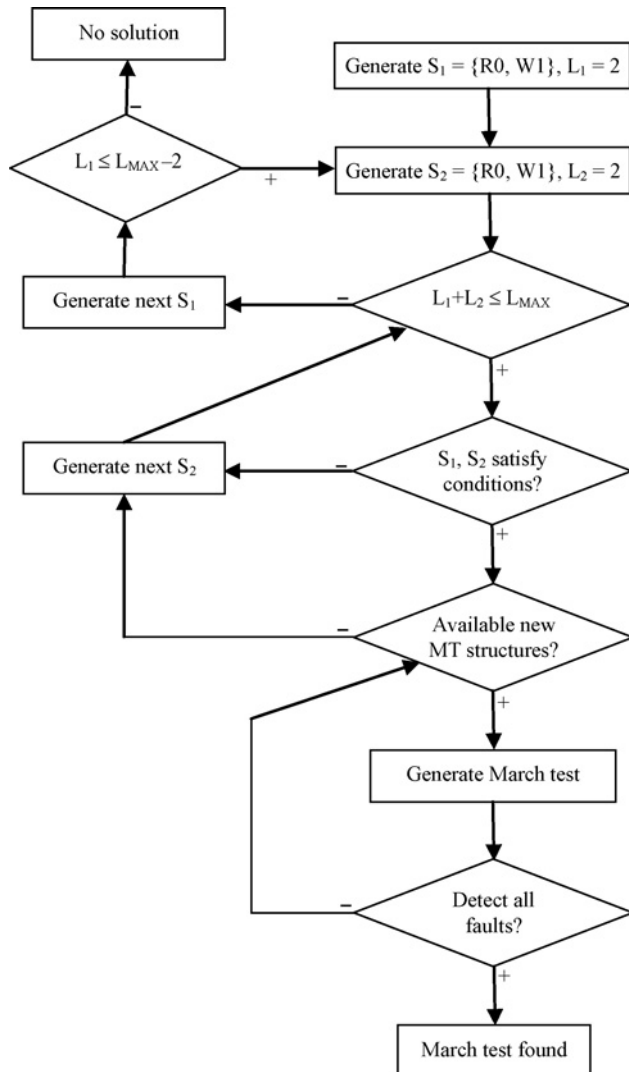 No solution
Generate S₁ = {R0, W1}, L₁ = 2
−
L₁ ≤ L_MAX −2
+
Generate S₂ = {R0, W1}, L₂ = 2
Generate next S₁
−
L₁+L₂ ≤ L_MAX
+
Generate next S₂
−
S₁, S₂ satisfy
conditions?
+
−
Available new
MT structures?
+
Generate March test
−
Detect all
faults?
+
March test found